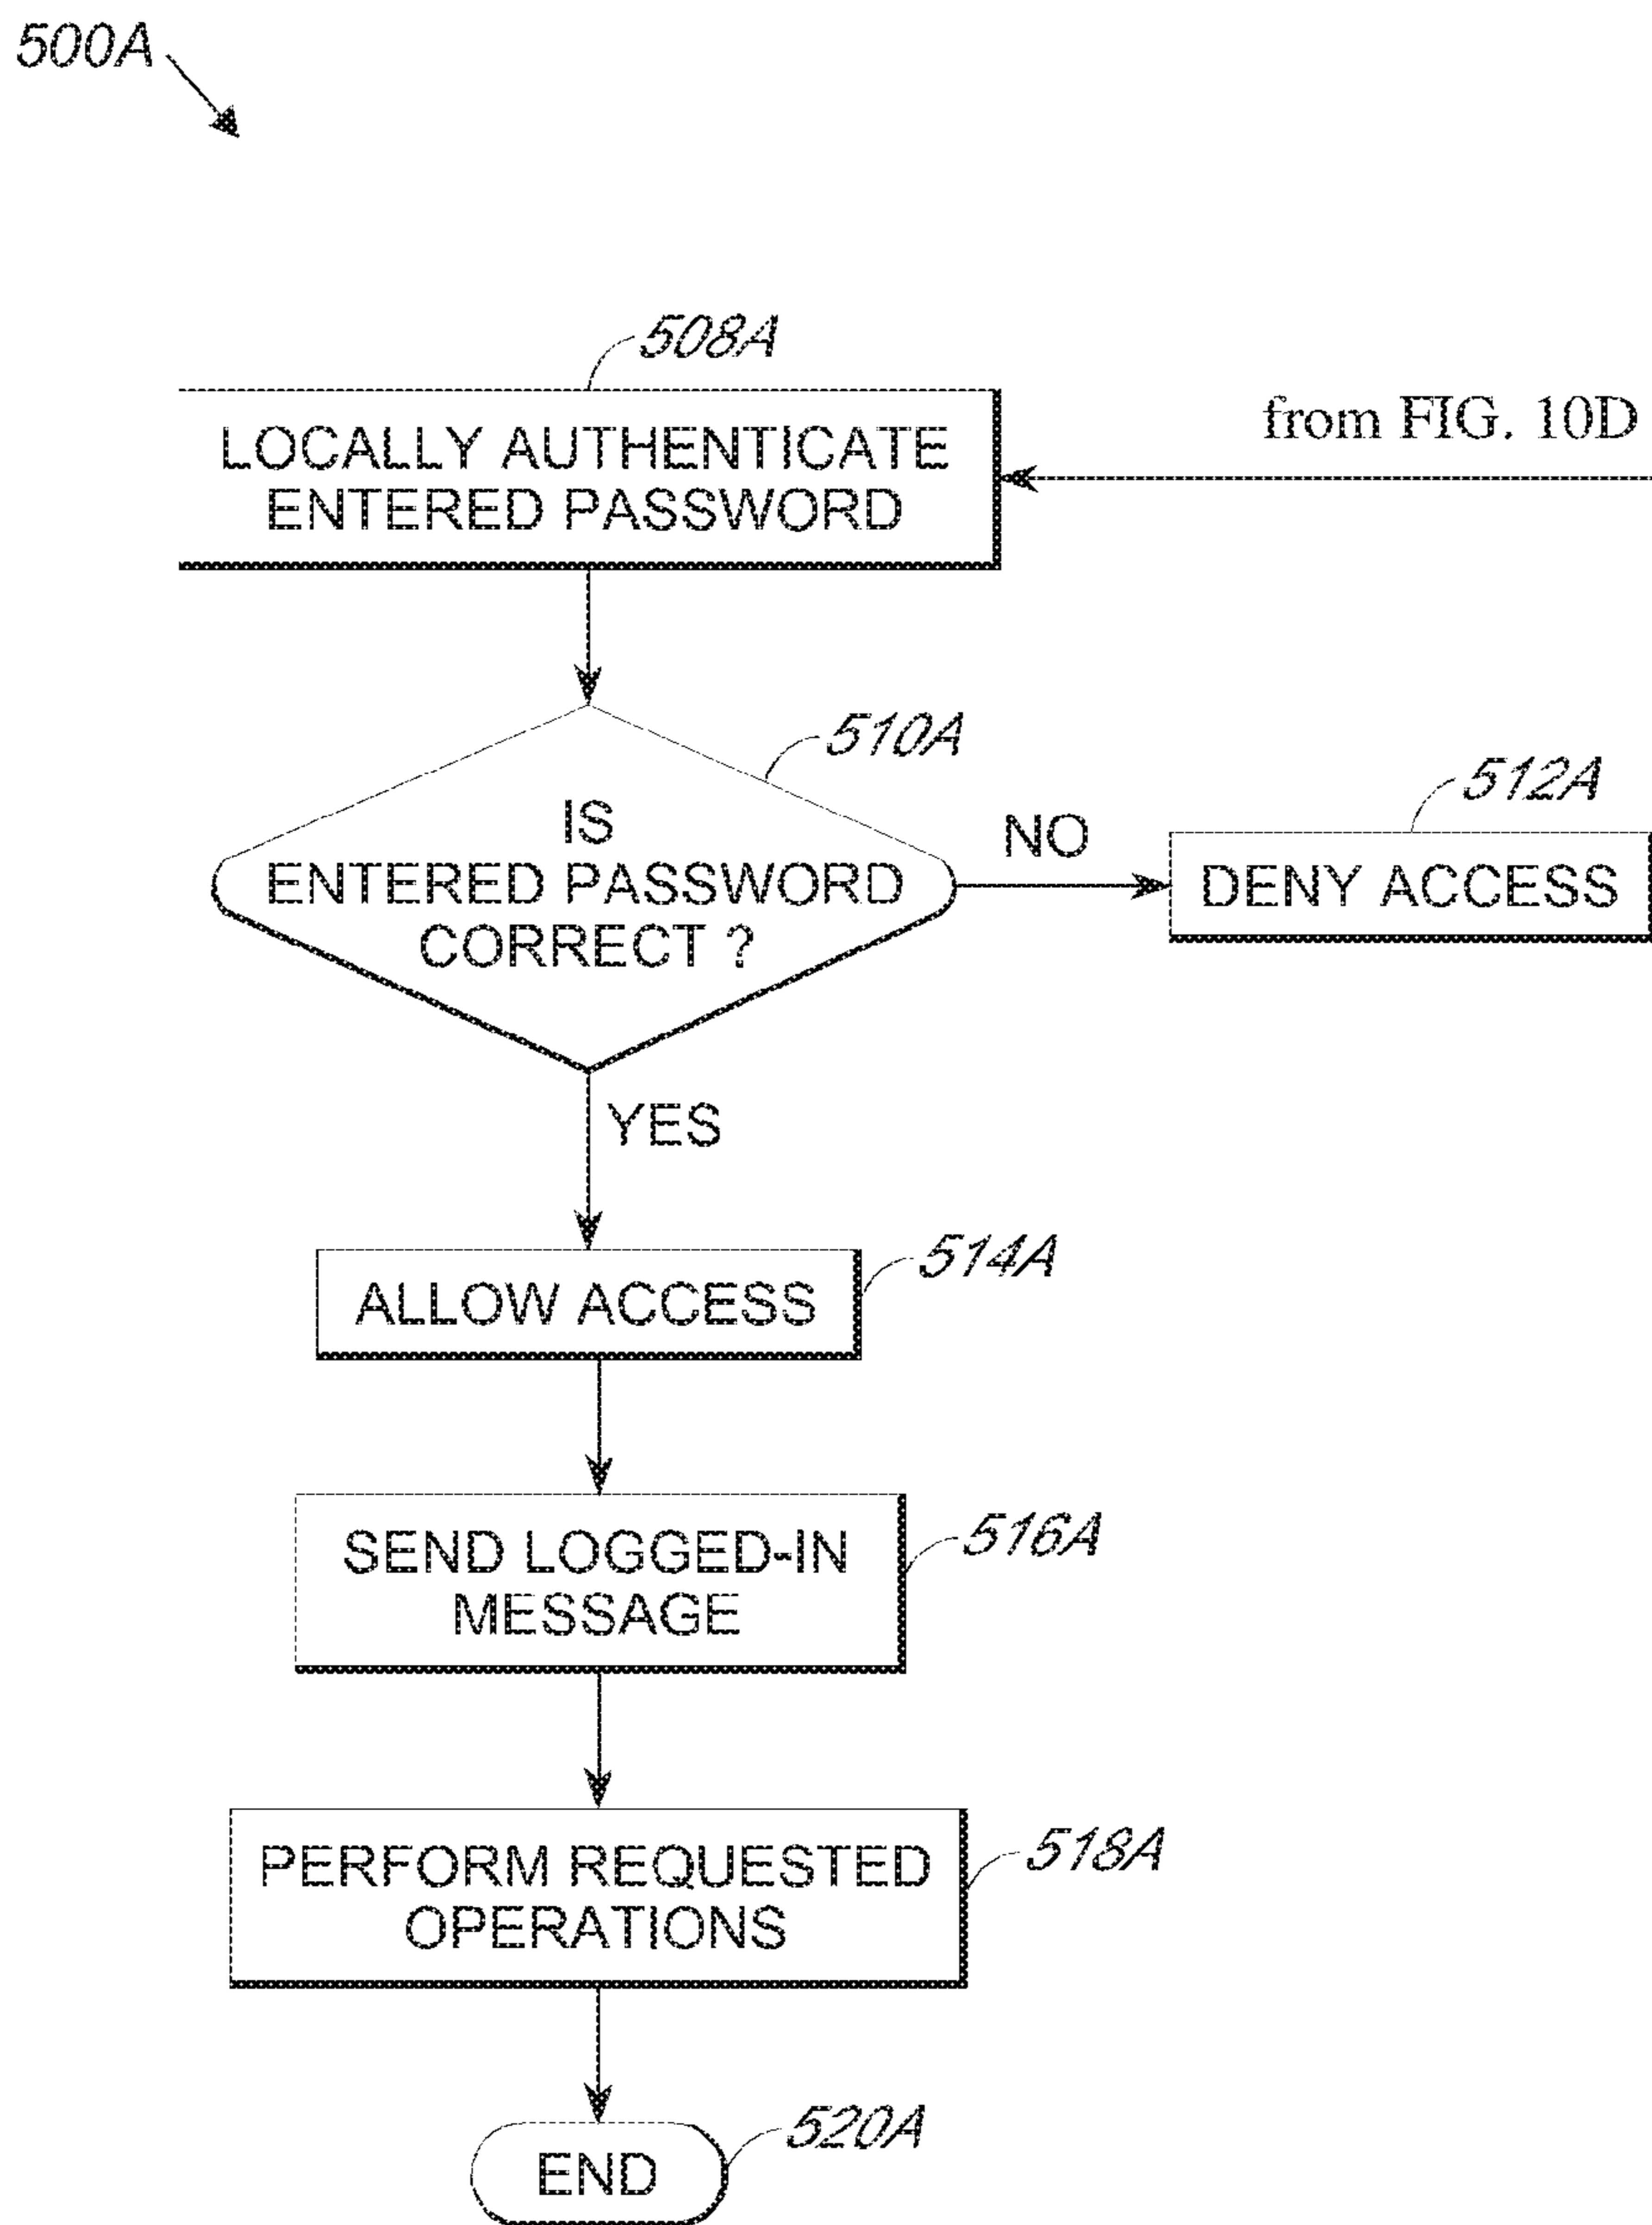 500A
508A
from FIG. 10D
LOCALLY AUTHENTICATE
ENTERED PASSWORD
510A
IS
ENTERED PASSWORD
CORRECT ?
NO
512A
DENY ACCESS
YES
514A
ALLOW ACCESS
516A
SEND LOGGED-IN
MESSAGE
518A
PERFORM REQUESTED
OPERATIONS
520A
END